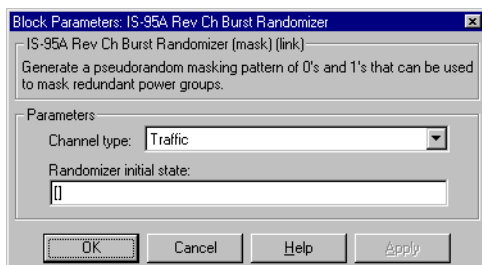 Block Parameters: IS-95A Rev Ch Burst Randomizer
IS-95A Rev Ch Burst Randomizer (mask) (link)
Generate a pseudorandom masking pattern of 0's and 1's that can be used
to mask redundant power groups.
Parameters
Channel type: Traffic
Randomizer initial state:
[]
OK Cancel Help Apply